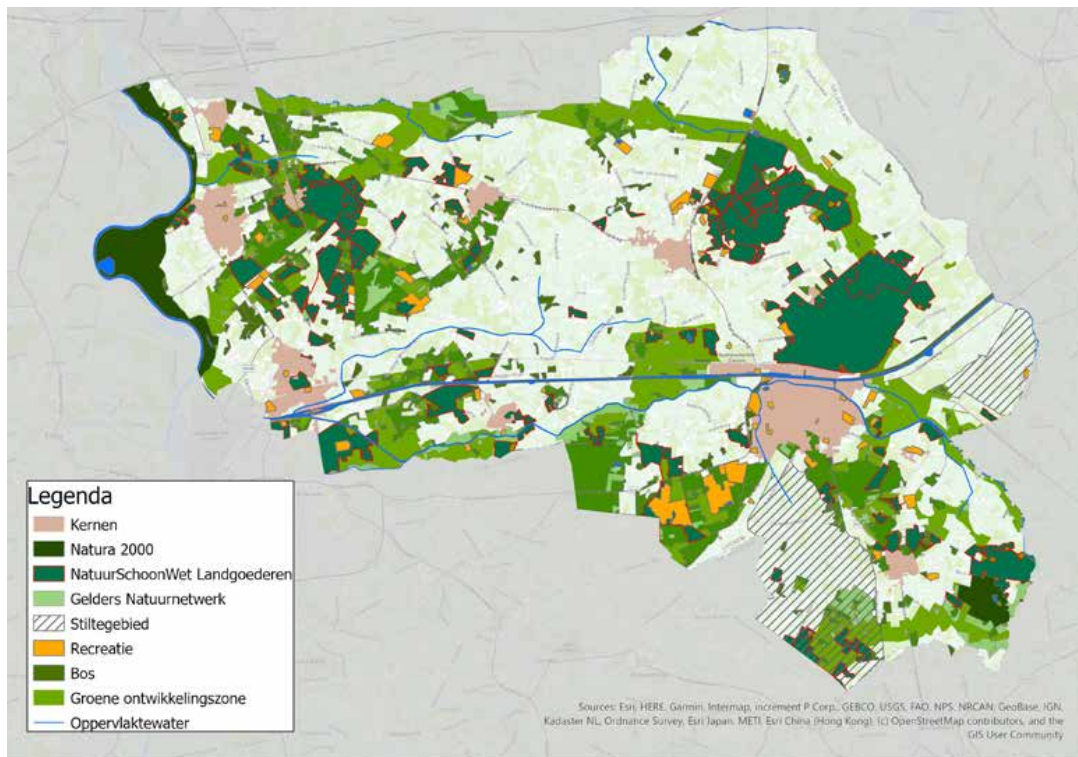 Legenda
Kernen
Natura 2000
NatuurSchoonWet Landgoederen
Gelders Natuurnetwerk
Stiltegebied
Recreatie
Bos
Groene ontwikkelingszone
Oppervlaktewater
Sources: Esri, HERE, Garmin, Intermap, increment P Corp., GEBCO, USGS, FAO, NPS, NRCAN, GeoBase, IGN,
Kadaster NL, Ordnance Survey, Esri Japan, METI, Esri China (Hong Kong), (c) OpenStreetMap contributors, and the
GIS User Community